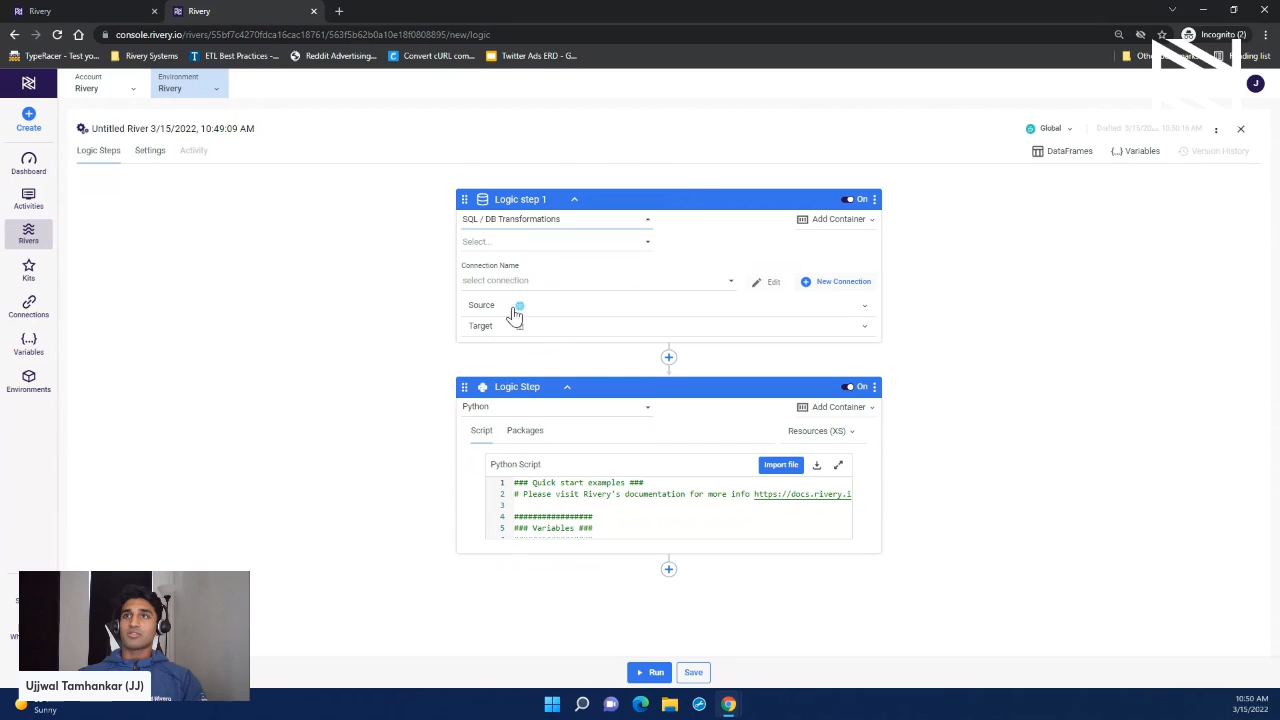 Rivery
Rivery
console.rivery.io/rivers/55bf7c4270fdca16cac18761/563f5b62b0a10e18f0808895/new/logic
Incognito (2)
TypeRacer - Test yo...
Rivery Systems
ETL Best Practices -...
Reddit Advertising...
Convert cURL com...
Twitter Ads ERD - G...
Account
Rivery
Environment
Rivery
J
Create
Dashboard
Activities
Rivers
Kits
Connections
{...}
Variables
Environments
Untitled River 3/15/2022, 10:49:09 AM
Global
AM
Logic Steps
Settings
Activity
DataFrames
{...} Variables
Version History
Logic step 1
On
SQL / DB Transformations
Add Container
Select...
Connection Name
select connection
Edit
New Connection
Source
Target
Logic Step
On
Python
Add Container
Script
Packages
Resources (XS)
Python Script
Import file
1 ### Quick start examples ###
2 # Please visit Rivery's documentation for more info https://docs.rivery.i
3
4 #################
5 ### Variables ###
Run
Save
Ujjwal Tamhankar (JJ)
Sunny
10:50 AM
3/15/2022